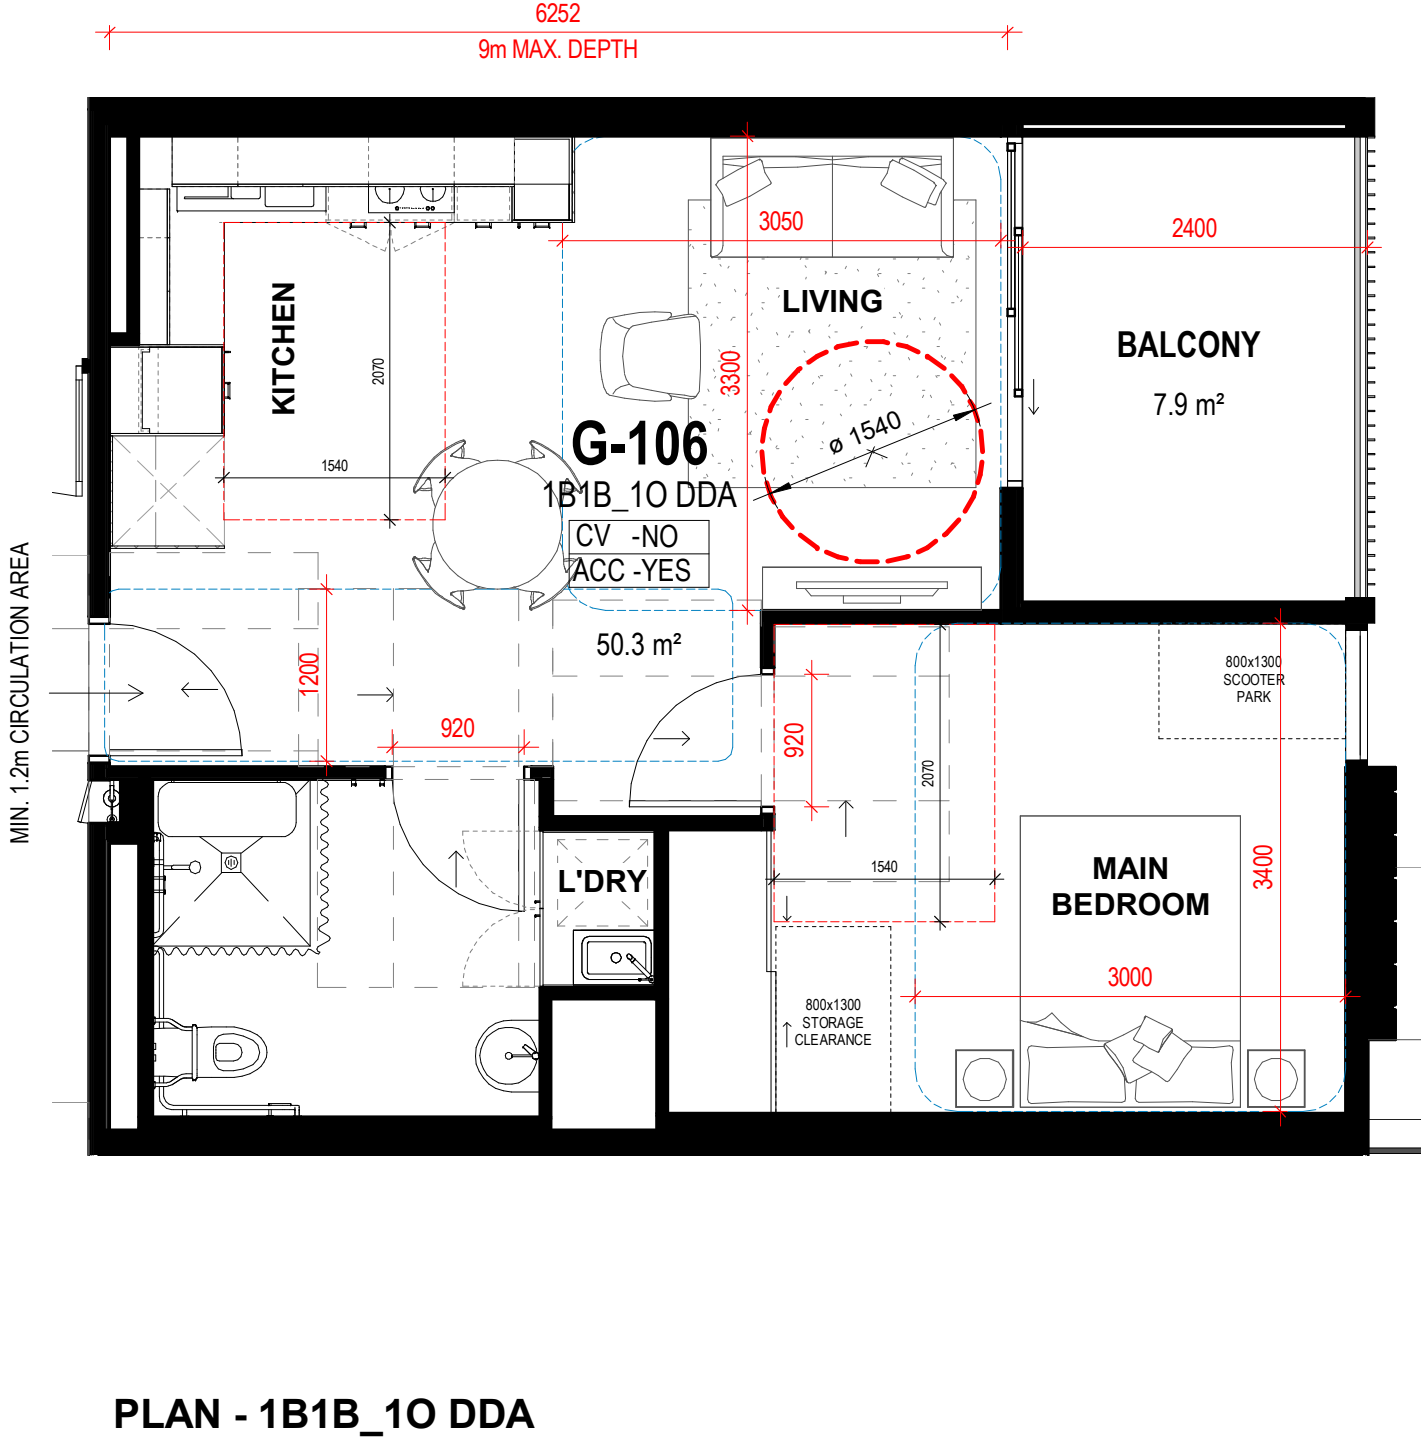 6252
9m MAX. DEPTH
3050
2400
LIVING
KITCHEN
BALCONY
7.9 m²
2070
3300
ø 1540
G-106
1540
1B1B_1O DDA
CV -NO
ACC -YES
MIN. 1.2m CIRCULATION AREA
50.3 m²
1200
920
920
2070
800x1300
SCOOTER
PARK
L'DRY
1540
MAIN
BEDROOM
3400
3000
800x1300
STORAGE
CLEARANCE
PLAN - 1B1B_1O DDA